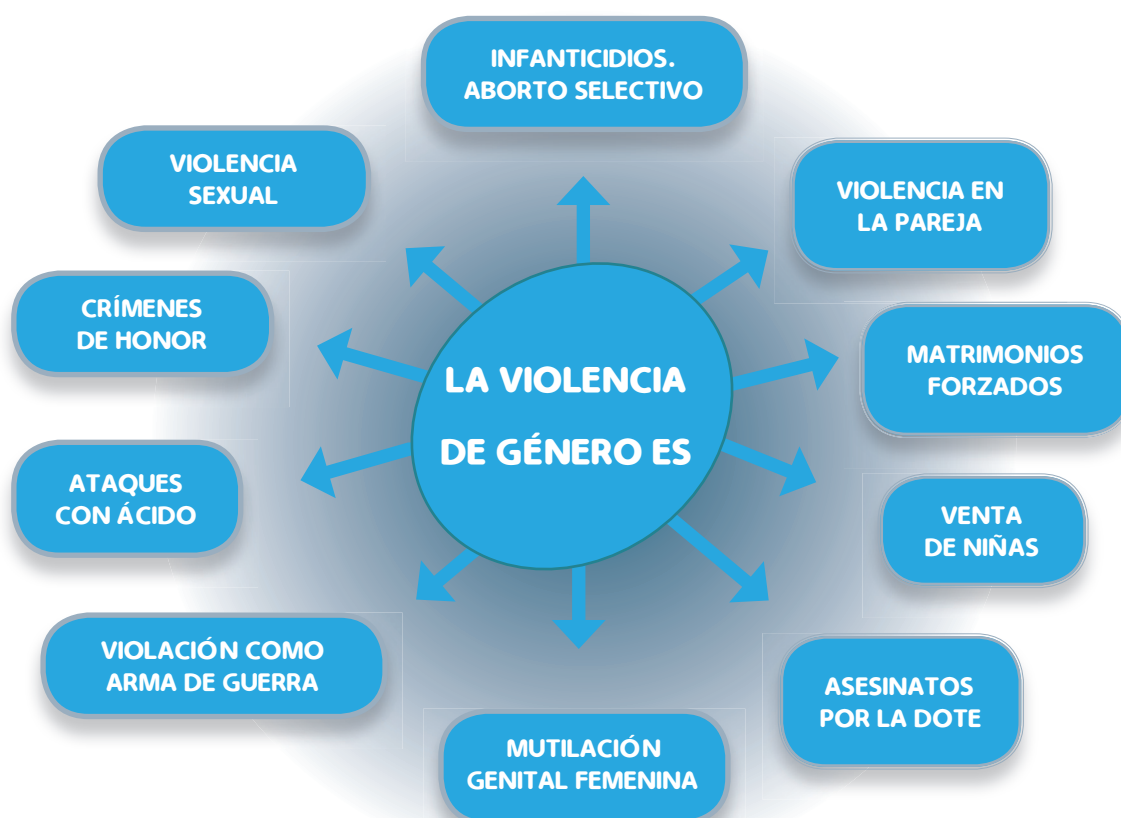 INFANTICIDIOS.
ABORTO SELECTIVO
VIOLENCIA
SEXUAL
VIOLENCIA EN
LA PAREJA
CRÍMENES
DE HONOR
MATRIMONIOS
FORZADOS
LA VIOLENCIA
DE GÉNERO ES
ATAQUES
CON ÁCIDO
VENTA
DE NIÑAS
VIOLACIÓN COMO
ARMA DE GUERRA
ASESINATOS
POR LA DOTE
MUTILACIÓN
GENITAL FEMENINA